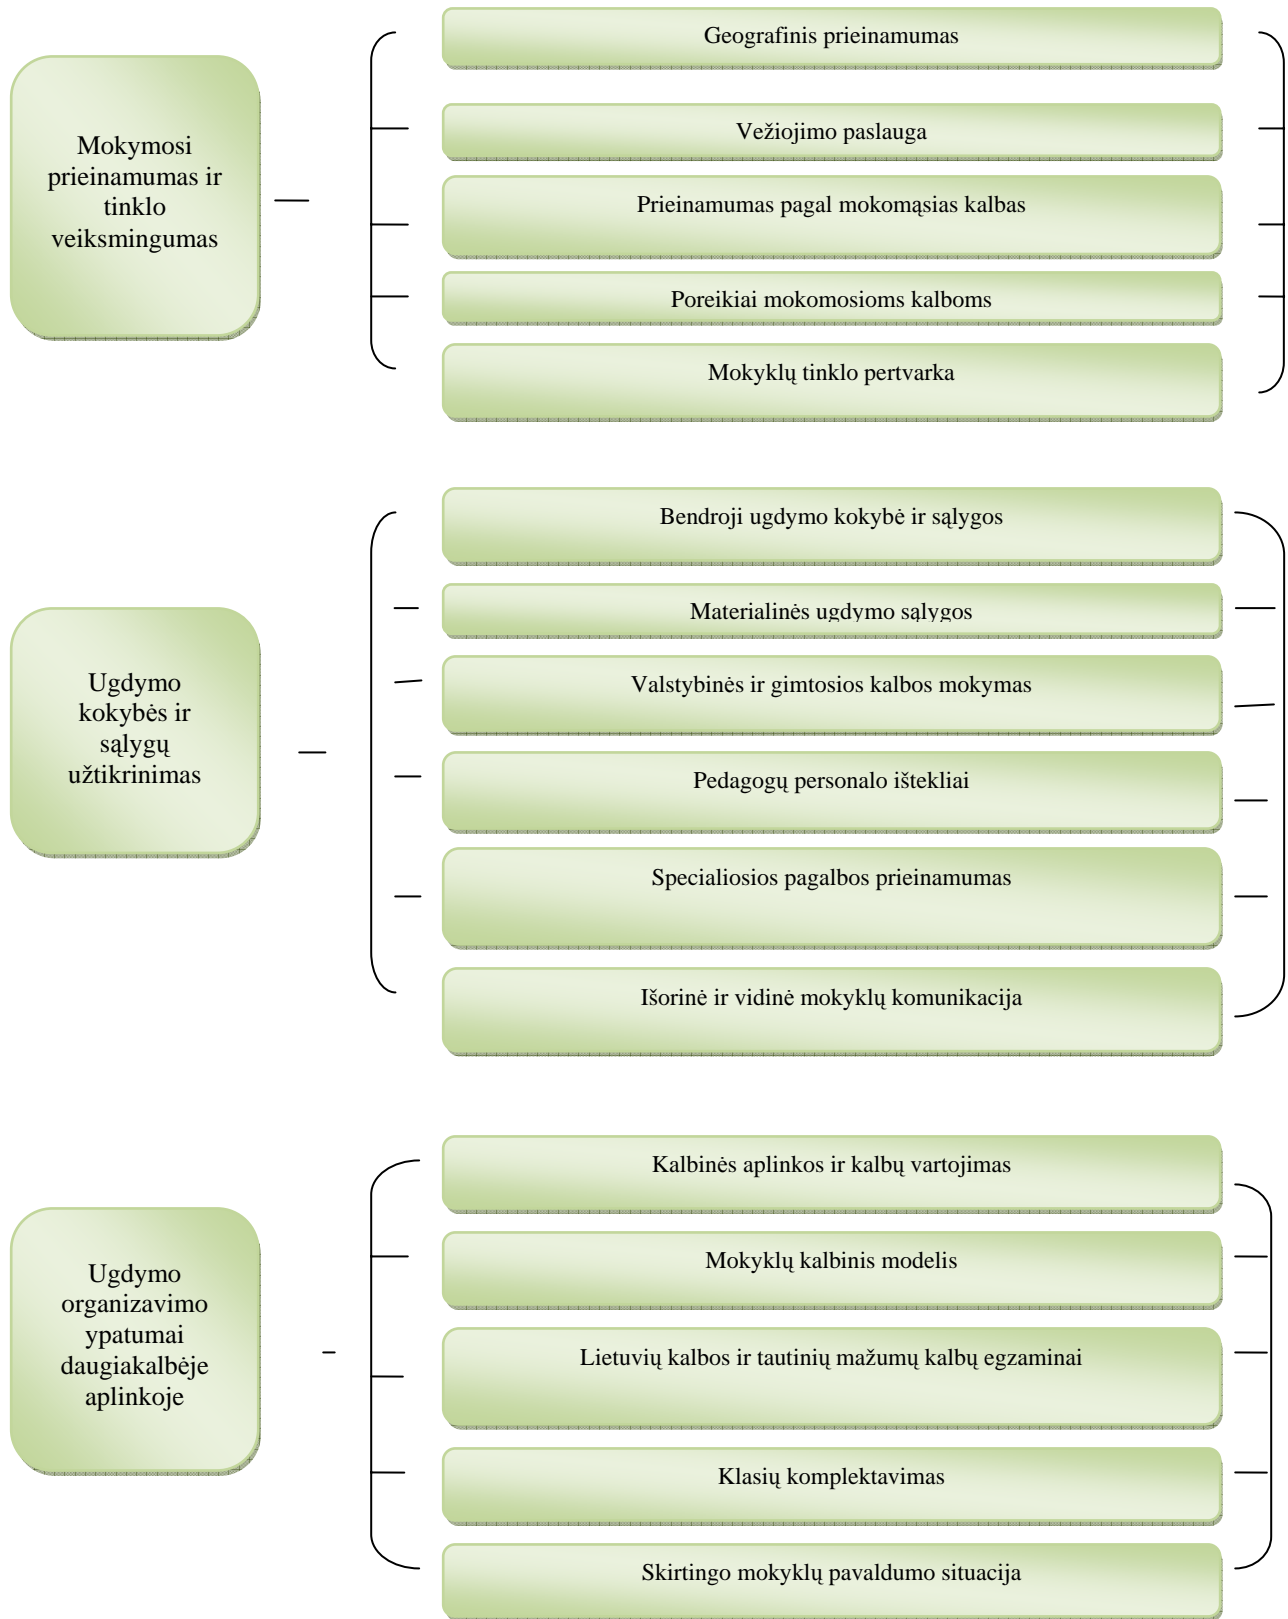 Mokymosi
prieinamumas ir
tinklo
veiksmingumas
Geografinis prieinamumas
Vežiojimo paslauga
Prieinamumas pagal mokomąsias kalbas
Poreikiai mokomosioms kalboms
Mokyklų tinklo pertvarka
Ugdymo
kokybės ir
sąlygų
užtikrinimas
Bendroji ugdymo kokybė ir sąlygos
Materialinės ugdymo sąlygos
Valstybinės ir gimtosios kalbos mokymas
Pedagogų personalo ištekliai
Specialiosios pagalbos prieinamumas
Išorinė ir vidinė mokyklų komunikacija
Ugdymo
organizavimo
ypatumai
daugiakalbėje
aplinkoje
Kalbinės aplinkos ir kalbų vartojimas
Mokyklų kalbinis modelis
Lietuvių kalbos ir tautinių mažumų kalbų egzaminai
Klasių komplektavimas
Skirtingo mokyklų pavaldumo situacija